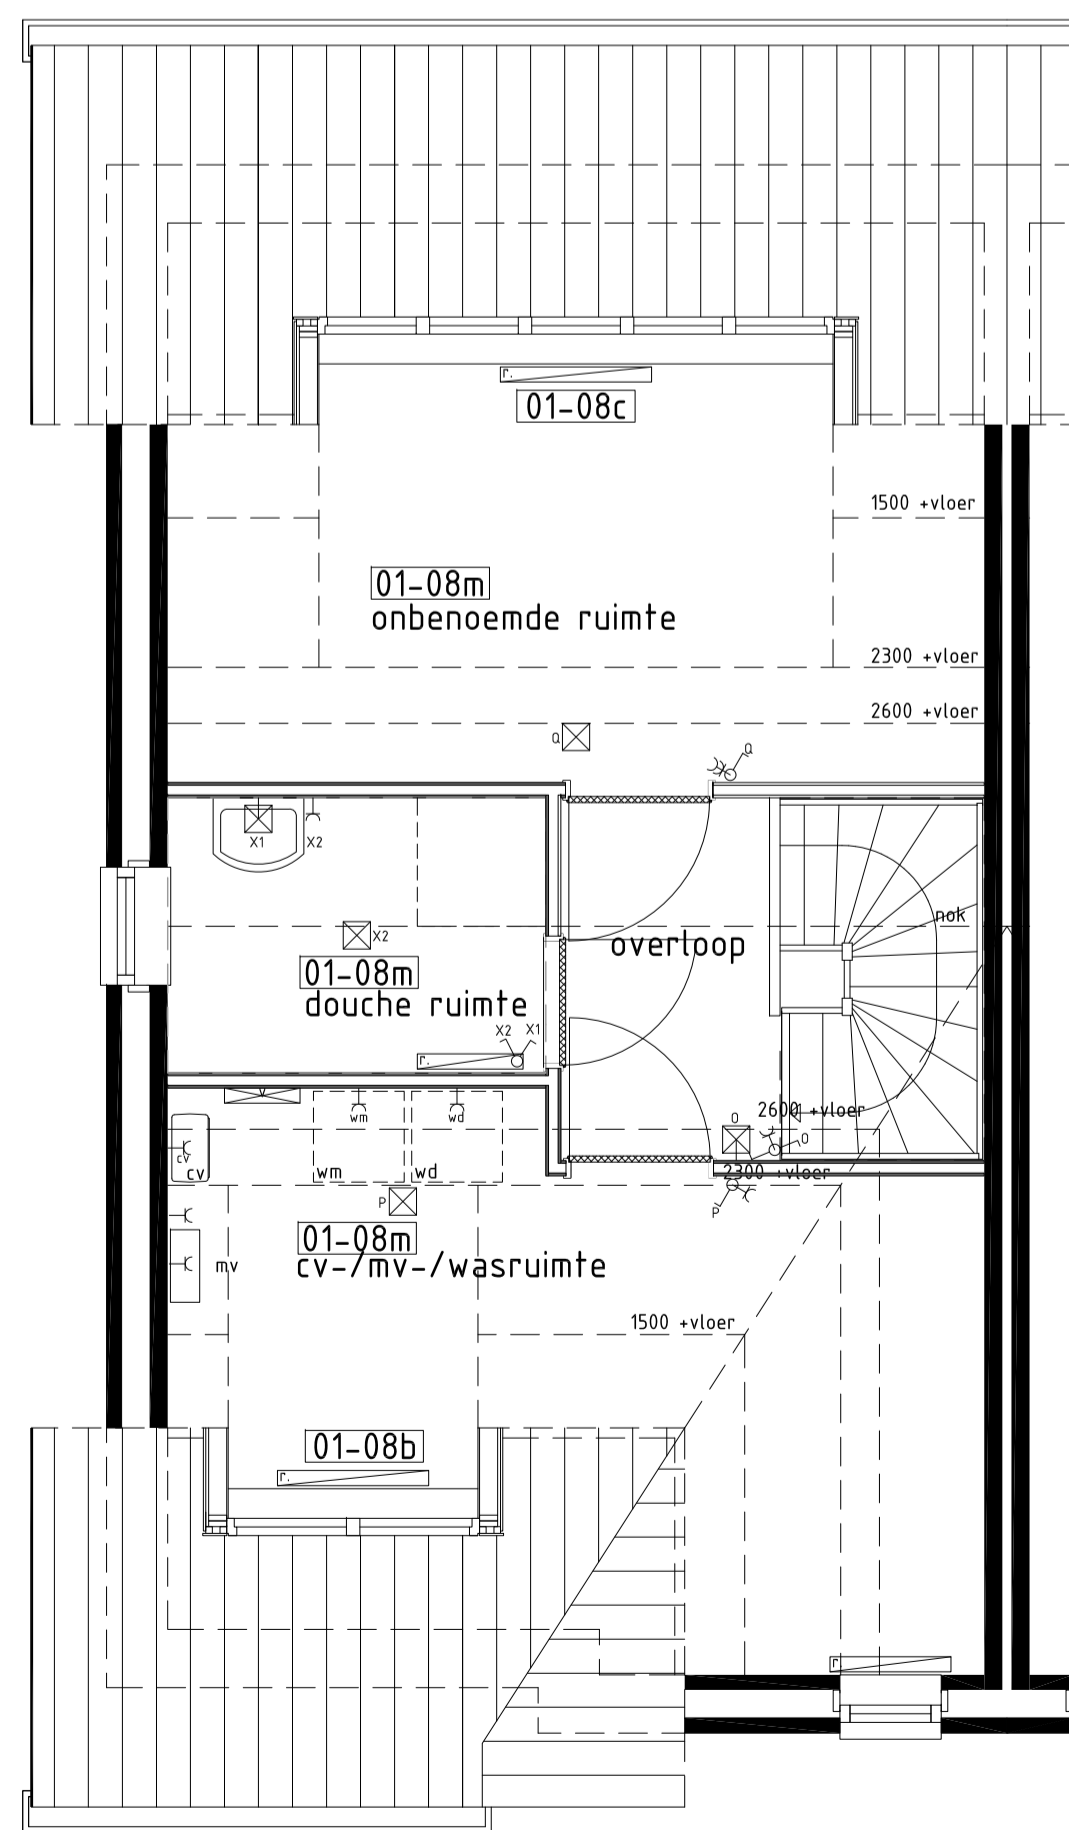 r.
01-08c
1500 +vloer
01-08m
onbenoemde ruimte
2300 +vloer
2600 +vloer
Q
Q
X1
X2
nok
overloop
X2
01-08m
douche ruimte
X2
X1
r.
wm
wd
2600 +vloer
O
O
cv
cv
wm
wd
2300 +vloer
P
P
01-08m
cv-/mv-/wasruimte
mv
1500 +vloer
01-08b
r.
r